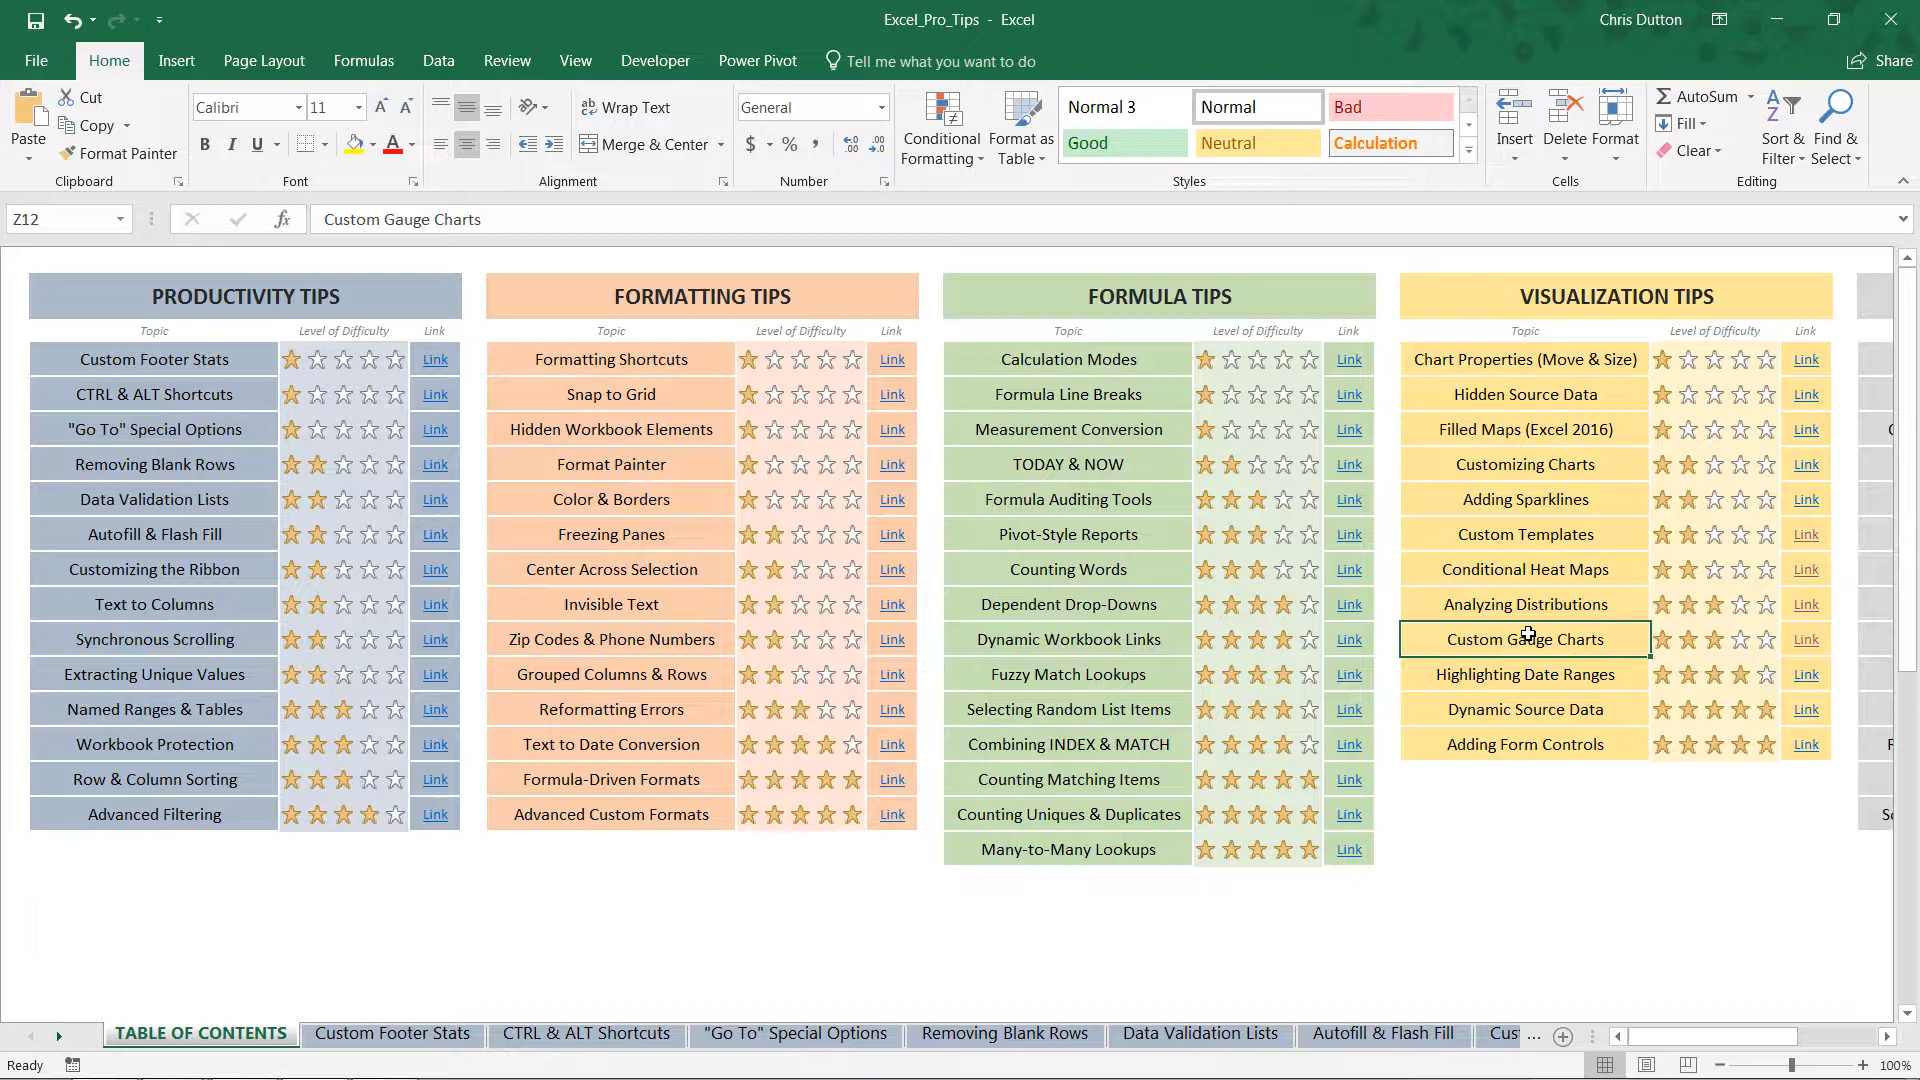 Excel_Pro_Tips - Excel
Chris Dutton
File Home Insert Page Layout Formulas Data Review View Developer Power Pivot Tell me what you want to do Share
Paste
Cut
Copy
Format Painter
Clipboard
Calibri 11
B I U A
Font
Wrap Text
Merge & Center
Alignment
General
$ % ,
Number
Conditional Formatting
Format as Table
Normal 3 Normal Bad
Good Neutral Calculation
Styles
Insert Delete Format
Cells
AutoSum
Fill
Clear
Sort & Filter
Find & Select
Editing
Z12 fx Custom Gauge Charts
PRODUCTIVITY TIPS
Topic Level of Difficulty Link
Custom Footer Stats Link
CTRL & ALT Shortcuts Link
"Go To" Special Options Link
Removing Blank Rows Link
Data Validation Lists Link
Autofill & Flash Fill Link
Customizing the Ribbon Link
Text to Columns Link
Synchronous Scrolling Link
Extracting Unique Values Link
Named Ranges & Tables Link
Workbook Protection Link
Row & Column Sorting Link
Advanced Filtering Link
FORMATTING TIPS
Topic Level of Difficulty Link
Formatting Shortcuts Link
Snap to Grid Link
Hidden Workbook Elements Link
Format Painter Link
Color & Borders Link
Freezing Panes Link
Center Across Selection Link
Invisible Text Link
Zip Codes & Phone Numbers Link
Grouped Columns & Rows Link
Reformatting Errors Link
Text to Date Conversion Link
Formula-Driven Formats Link
Advanced Custom Formats Link
FORMULA TIPS
Topic Level of Difficulty Link
Calculation Modes Link
Formula Line Breaks Link
Measurement Conversion Link
TODAY & NOW Link
Formula Auditing Tools Link
Pivot-Style Reports Link
Counting Words Link
Dependent Drop-Downs Link
Dynamic Workbook Links Link
Fuzzy Match Lookups Link
Selecting Random List Items Link
Combining INDEX & MATCH Link
Counting Matching Items Link
Counting Uniques & Duplicates Link
Many-to-Many Lookups Link
VISUALIZATION TIPS
Topic Level of Difficulty Link
Chart Properties (Move & Size) Link
Hidden Source Data Link
Filled Maps (Excel 2016) Link
Customizing Charts Link
Adding Sparklines Link
Custom Templates Link
Conditional Heat Maps Link
Analyzing Distributions Link
Custom Gauge Charts Link
Highlighting Date Ranges Link
Dynamic Source Data Link
Adding Form Controls Link
TABLE OF CONTENTS Custom Footer Stats CTRL & ALT Shortcuts "Go To" Special Options Removing Blank Rows Data Validation Lists Autofill & Flash Fill Cus ...
Ready 100%